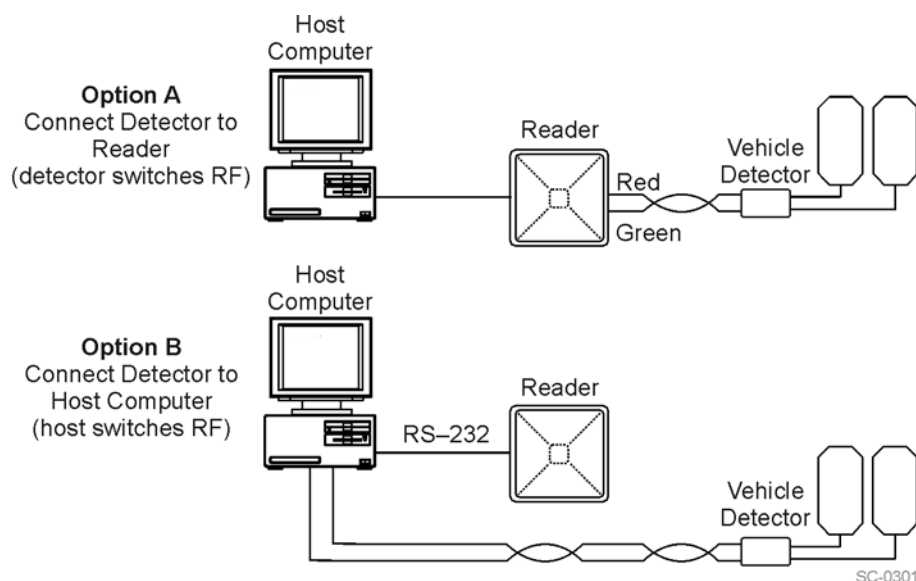 Host
Computer
Option A
Connect Detector to
Reader
(detector switches RF)
Reader
Red
Green
Vehicle
Detector
Host
Computer
Option B
Connect Detector to
Host Computer
(host switches RF)
RS–232
Reader
Vehicle
Detector
SC-0301